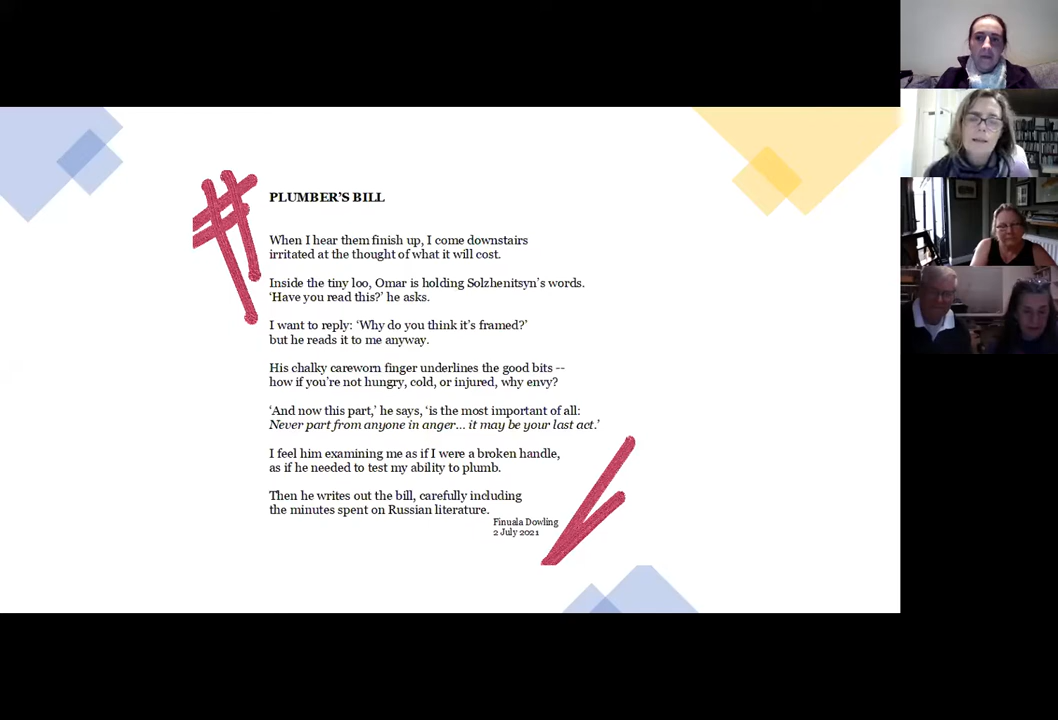 PLUMBER'S BILL
When I hear them finish up, I come downstairs
irritated at the thought of what it will cost.
Inside the tiny loo, Omar is holding Solzhenitsyn's words.
'Have you read this?' he asks.
I want to reply: 'Why do you think it's framed?'
but he reads it to me anyway.
His chalky careworn finger underlines the good bits --
how if you're not hungry, cold, or injured, why envy?
'And now this part,' he says, 'is the most important of all:
Never part from anyone in anger... it may be your last act.'
I feel him examining me as if I were a broken handle,
as if he needed to test my ability to plumb.
Then he writes out the bill, carefully including
the minutes spent on Russian literature.
Finuala Dowling
2 July 2021